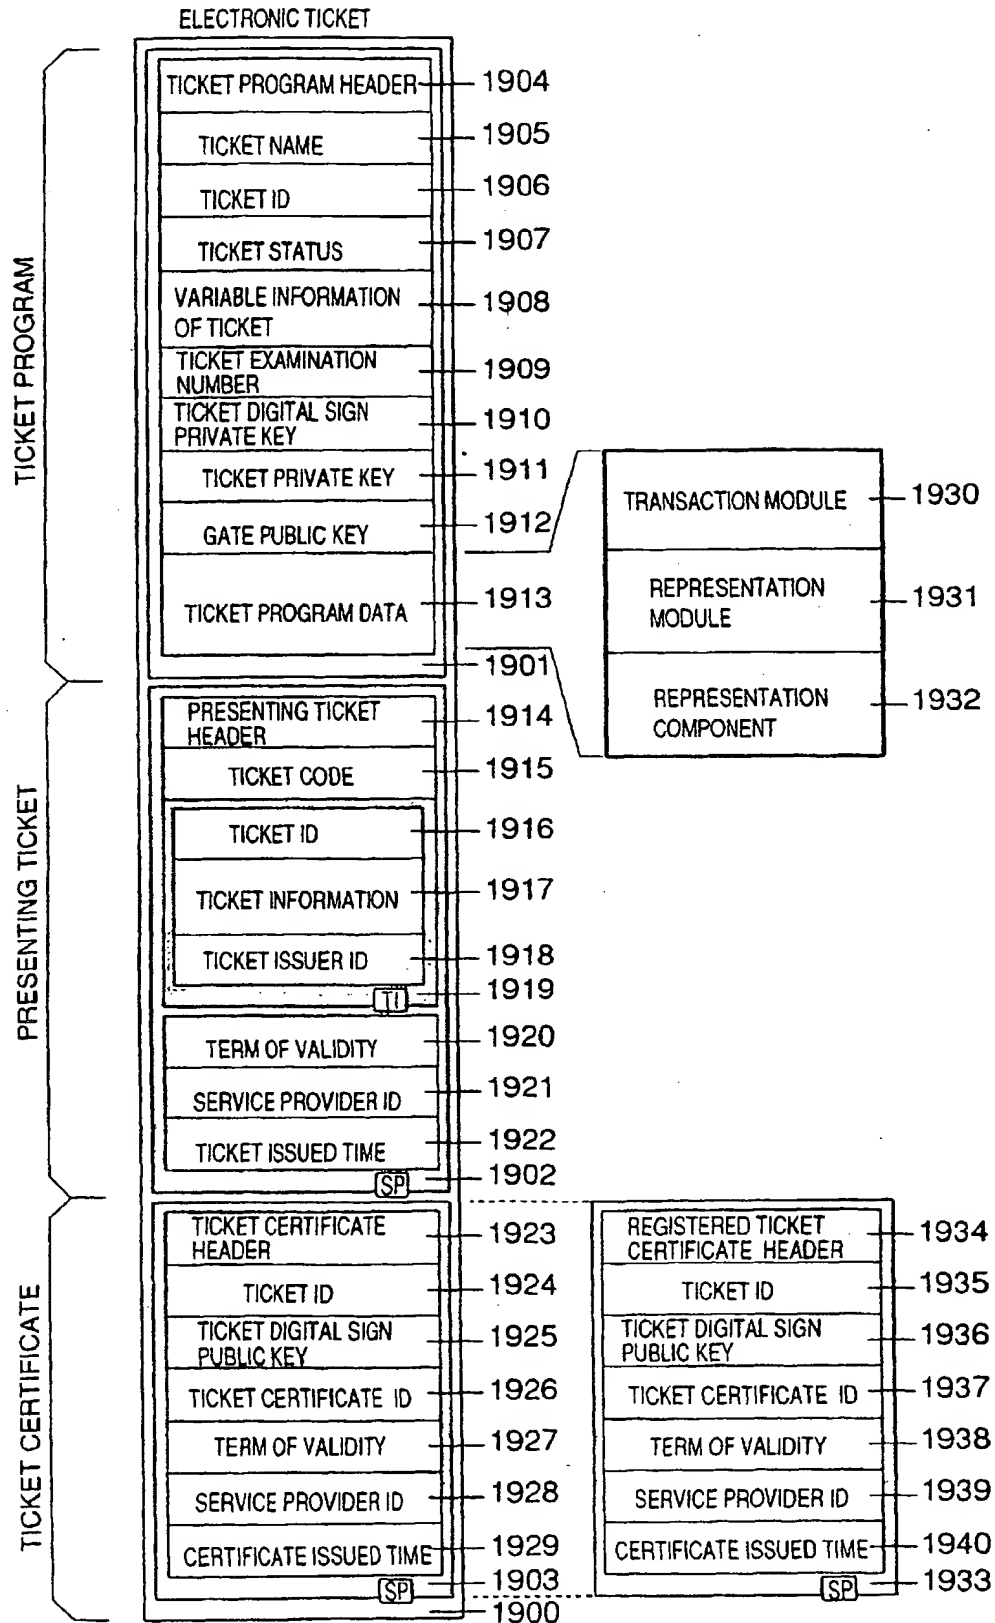 ELECTRONIC TICKET
TICKET PROGRAM
TICKET PROGRAM HEADER 1904
TICKET NAME 1905
TICKET ID 1906
TICKET STATUS 1907
VARIABLE INFORMATION
OF TICKET
1908
TICKET EXAMINATION
NUMBER
1909
TICKET DIGITAL SIGN
PRIVATE KEY
1910
TICKET PRIVATE KEY 1911
GATE PUBLIC KEY 1912
TICKET PROGRAM DATA 1913
1901
TRANSACTION MODULE 1930
REPRESENTATION
MODULE
1931
REPRESENTATION
COMPONENT
1932
PRESENTING TICKET
PRESENTING TICKET
HEADER
1914
TICKET CODE 1915
TICKET ID 1916
TICKET INFORMATION 1917
TICKET ISSUER ID 1918
TI 1919
TERM OF VALIDITY 1920
SERVICE PROVIDER ID 1921
TICKET ISSUED TIME 1922
SP 1902
TICKET CERTIFICATE
TICKET CERTIFICATE
HEADER
1923
TICKET ID 1924
TICKET DIGITAL SIGN
PUBLIC KEY
1925
TICKET CERTIFICATE ID 1926
TERM OF VALIDITY 1927
SERVICE PROVIDER ID 1928
CERTIFICATE ISSUED TIME 1929
SP 1903
1900
REGISTERED TICKET
CERTIFICATE HEADER
1934
TICKET ID 1935
TICKET DIGITAL SIGN
PUBLIC KEY
1936
TICKET CERTIFICATE ID 1937
TERM OF VALIDITY 1938
SERVICE PROVIDER ID 1939
CERTIFICATE ISSUED TIME 1940
SP 1933